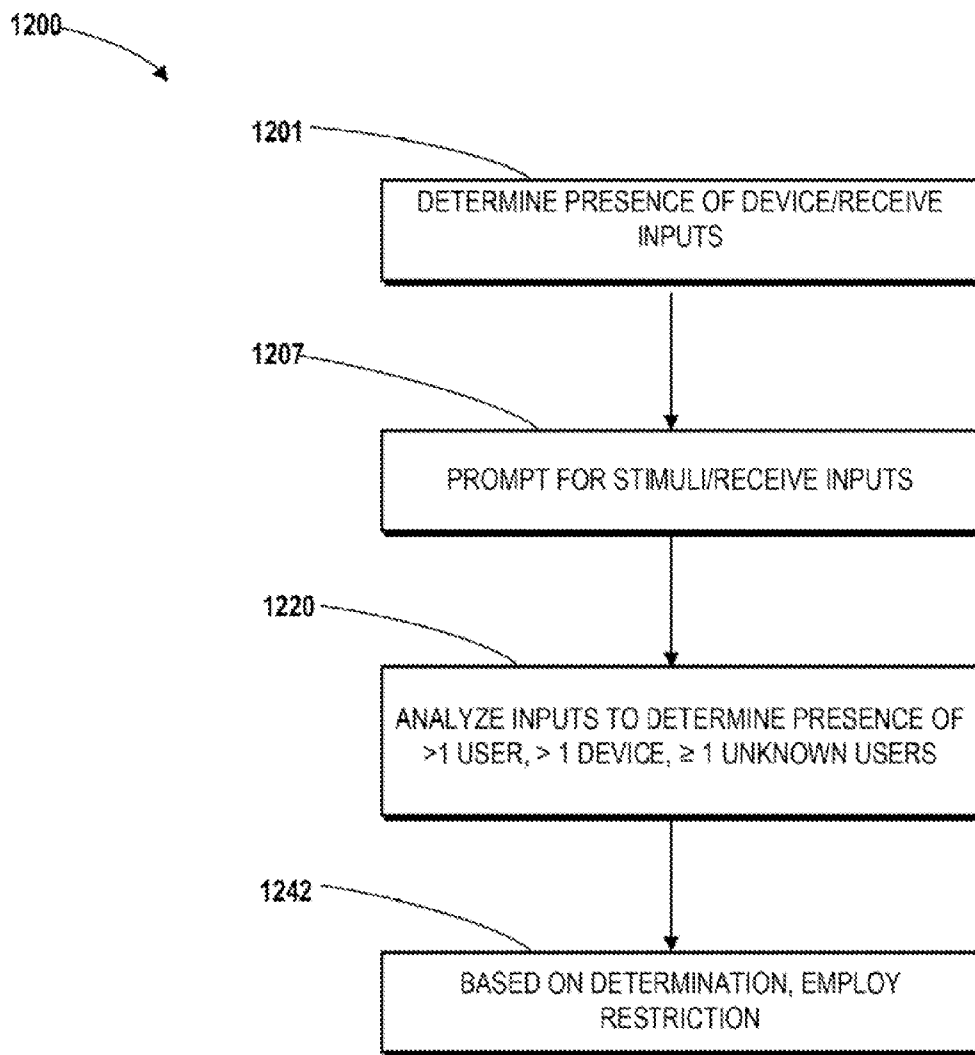 1200
1201
DETERMINE PRESENCE OF DEVICE/RECEIVE
INPUTS
1207
PROMPT FOR STIMULI/RECEIVE INPUTS
1220
ANALYZE INPUTS TO DETERMINE PRESENCE OF
>1 USER, > 1 DEVICE, ≥ 1 UNKNOWN USERS
1242
BASED ON DETERMINATION, EMPLOY
RESTRICTION